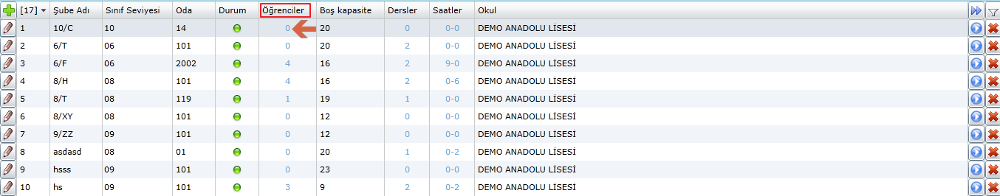 [17] Şube Adı Sınıf Seviyesi Oda Durum Öğrenciler Boş kapasite Dersler Saatler Okul
1 10/C 10 14 0 20 0 0-0 DEMO ANADOLU LİSESİ
2 6/T 06 101 0 20 2 0-0 DEMO ANADOLU LİSESİ
3 6/F 06 2002 4 16 2 9-0 DEMO ANADOLU LİSESİ
4 8/H 08 101 4 16 2 0-6 DEMO ANADOLU LİSESİ
5 8/T 08 119 1 19 1 0-0 DEMO ANADOLU LİSESİ
6 8/XY 08 101 0 12 0 0-0 DEMO ANADOLU LİSESİ
7 9/ZZ 09 101 0 12 0 0-0 DEMO ANADOLU LİSESİ
8 asdasd 08 01 0 20 1 0-2 DEMO ANADOLU LİSESİ
9 hsss 09 101 0 23 0 0-0 DEMO ANADOLU LİSESİ
10 hs 09 101 3 9 2 0-2 DEMO ANADOLU LİSESİ